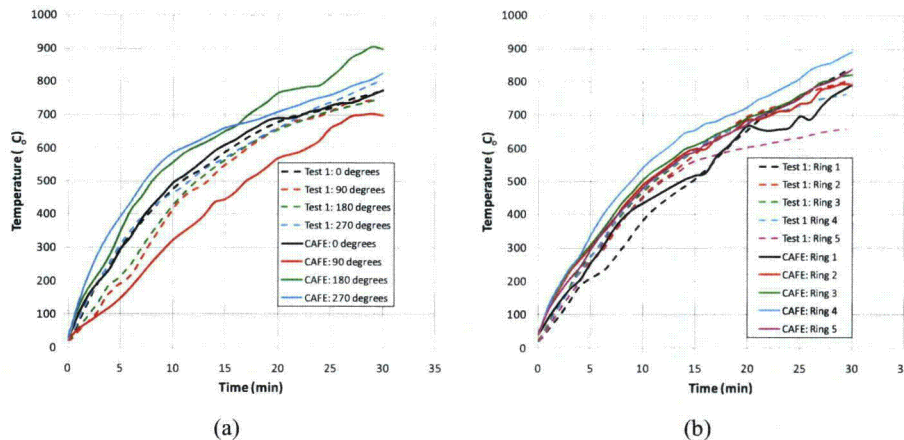 1000
900
800
700
600
500
400
300
200
100
0
Temperature (°C)
0 5 10 15 20 25 30 35
Time (min)
Test 1: 0 degrees
Test 1: 90 degrees
Test 1: 180 degrees
Test 1: 270 degrees
CAFE: 0 degrees
CAFE: 90 degrees
CAFE: 180 degrees
CAFE: 270 degrees
(a)
1000
900
800
700
600
500
400
300
200
100
0
Temperature (°C)
0 5 10 15 20 25 30 35
Time (min)
Test 1: Ring 1
Test 1: Ring 2
Test 1: Ring 3
Test 1 Ring 4
Test 1: Ring 5
CAFE: Ring 1
CAFE: Ring 2
CAFE: Ring 3
CAFE: Ring 4
CAFE: Ring 5
(b)